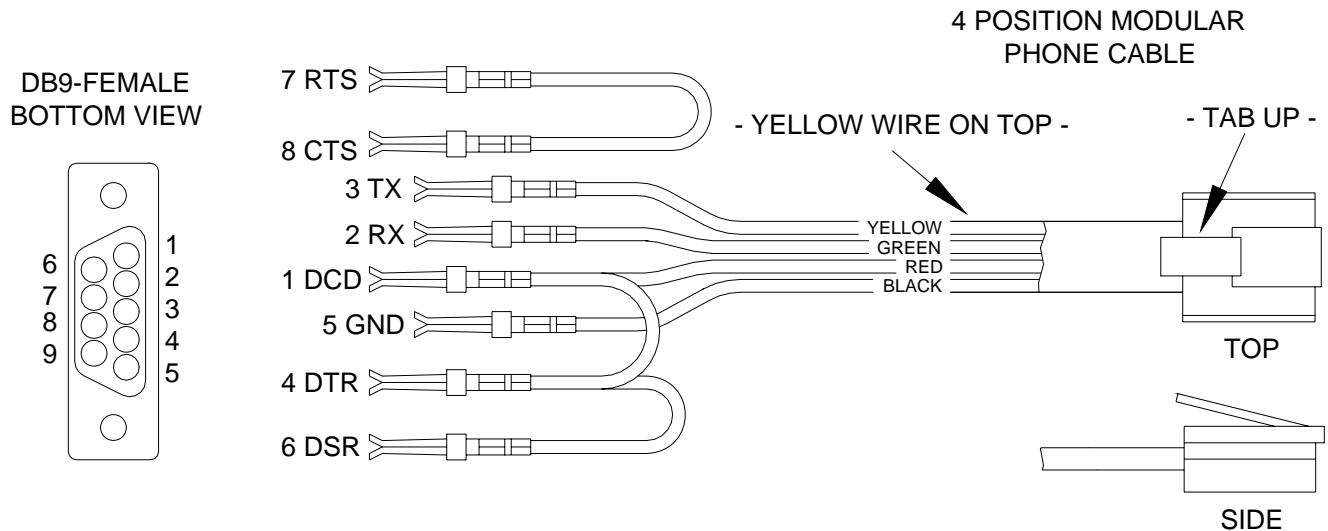 4 POSITION MODULAR
PHONE CABLE
DB9-FEMALE
BOTTOM VIEW
7 RTS
8 CTS
3 TX
2 RX
1 DCD
5 GND
4 DTR
6 DSR
- YELLOW WIRE ON TOP -
- TAB UP -
YELLOW
GREEN
RED
BLACK
1
2
3
4
5
6
7
8
9
TOP
SIDE